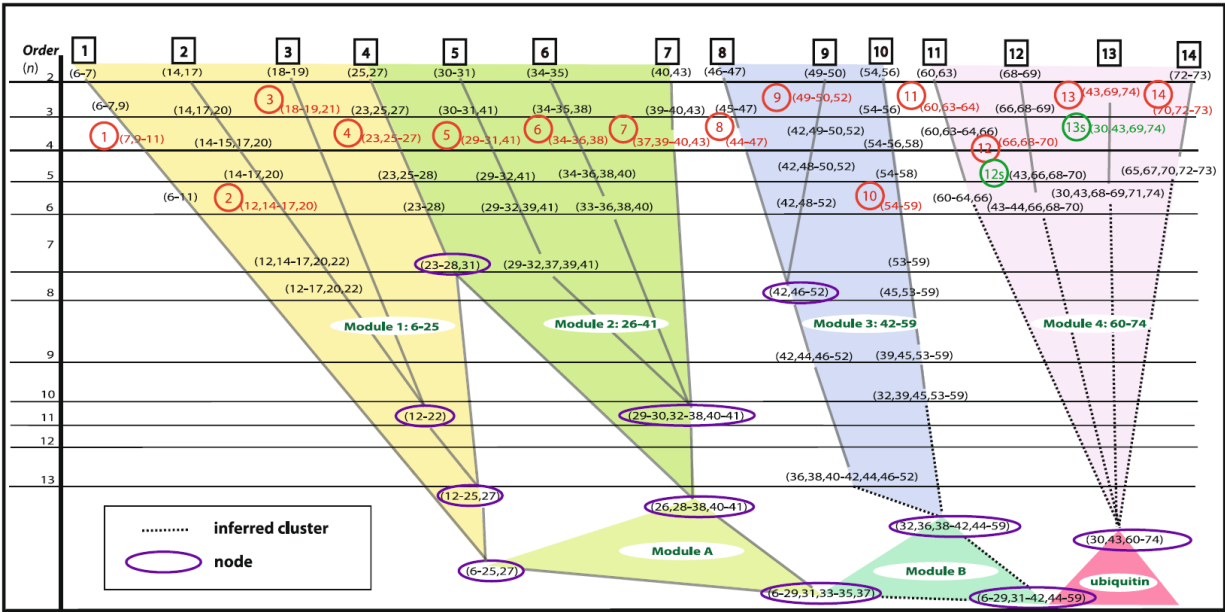 1 2 3 4 5 6 7 8 9 10 11 12 13 14
Order
(n)
(6-7) (14,17) (18-19) (25,27) (30-31) (34-35) (40,43) (46-47) (49-50) (54,56) (60,63) (68-69) (72-73)
2
3 (18-19,21) 9 (49-50,52) 11 (60,63-64) 13 (43,69,74) 14 (70,72-73)
(6-7,9) (14,17,20) (23,25,27) (30-31,41) (34-35,38) (39-40,43) (45-47) (54-56) (66,68-69)
3
1 (7,9-11) 4 (23,25-27) 5 (29-31,41) 6 (34-36,38) 7 (37,39-40,43) 8 (44-47) (42,49-50,52) (60,63-64,66) 13s (30,43,69,74)
(14-15,17,20) (54-56,58) 12 (66,68-70)
4
(14-17,20) (23,25-28) (29-32,41) (34-36,38,40) (42,48-50,52) (54-58) 12s (43,66,68-70) (65,67,70,72-73)
5
(6-11) 2 (12,14-17,20) (23-28) (29-32,39,41) (33-36,38,40) (42,48-52) 10 (54-59) (60-64,66) (43-44,66,68-70) (30,43,68-69,71,74)
6
7
(12,14-17,20,22) (23-28,31) (29-32,37,39,41) (53-59)
(12-17,20,22) (42,46-52) (45,53-59)
8
Module 1: 6-25 Module 2: 26-41 Module 3: 42-59 Module 4: 60-74
9
(42,44,46-52) (39,45,53-59)
10
(32,39,45,53-59)
11
(12-22) (29-30,32-38,40-41)
12
13
(36,38,40-42,44,46-52)
(12-25,27) (26,28-38,40-41)
inferred cluster
node
(32,36,38-42,44-59) (30,43,60-74)
Module A
(6-25,27) Module B ubiquitin
(6-29,31,33-35,37) (6-29,31-42,44-59)